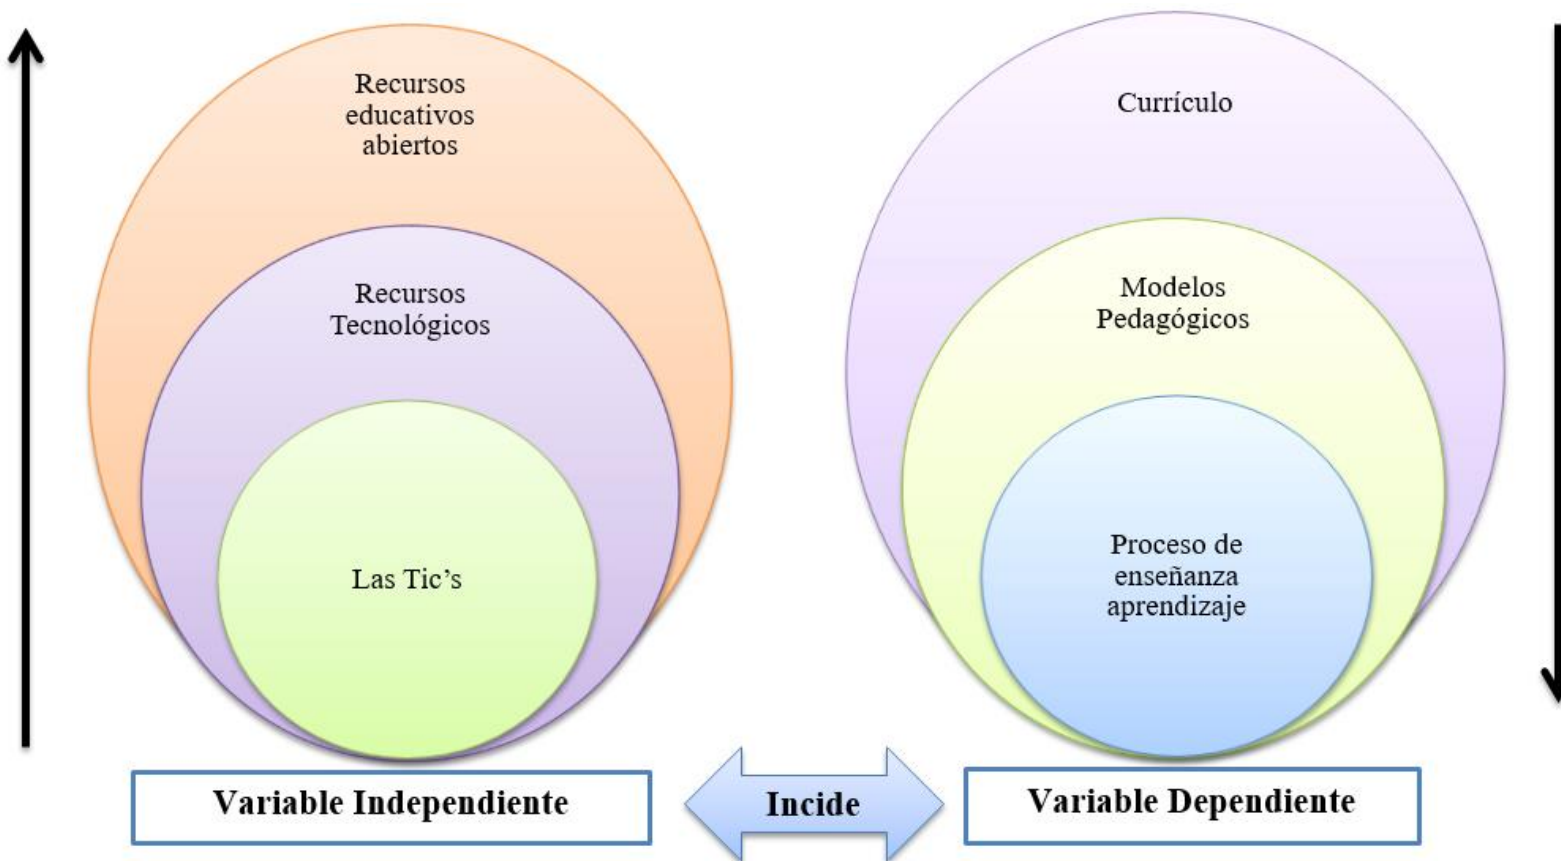 Recursos
educativos
abiertos
Recursos
Tecnológicos
Las Tic’s
Variable Independiente
Incide
Currículo
Modelos
Pedagógicos
Proceso de
enseñanza
aprendizaje
Variable Dependiente